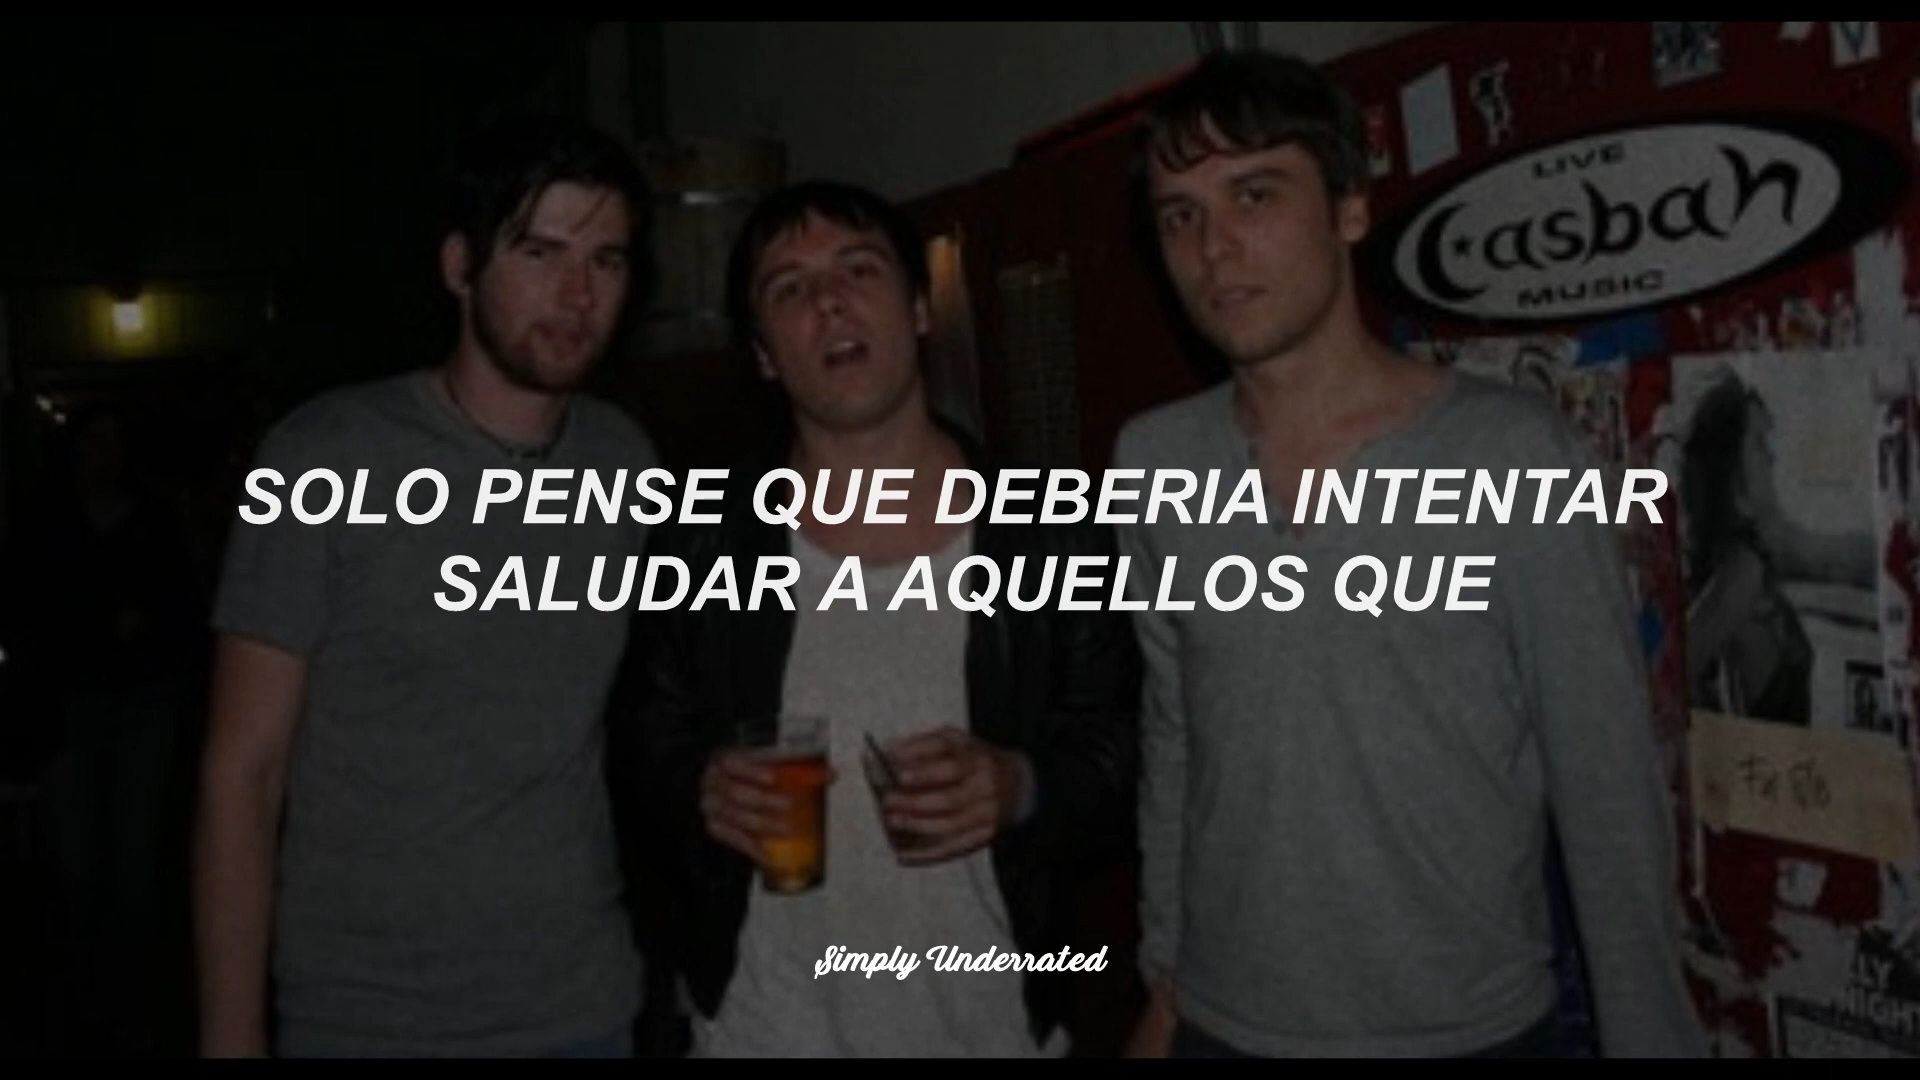 LIVE
Casbah
MUSIC
SOLO PENSE QUE DEBERIA INTENTAR
SALUDAR A AQUELLOS QUE
Simply Underrated